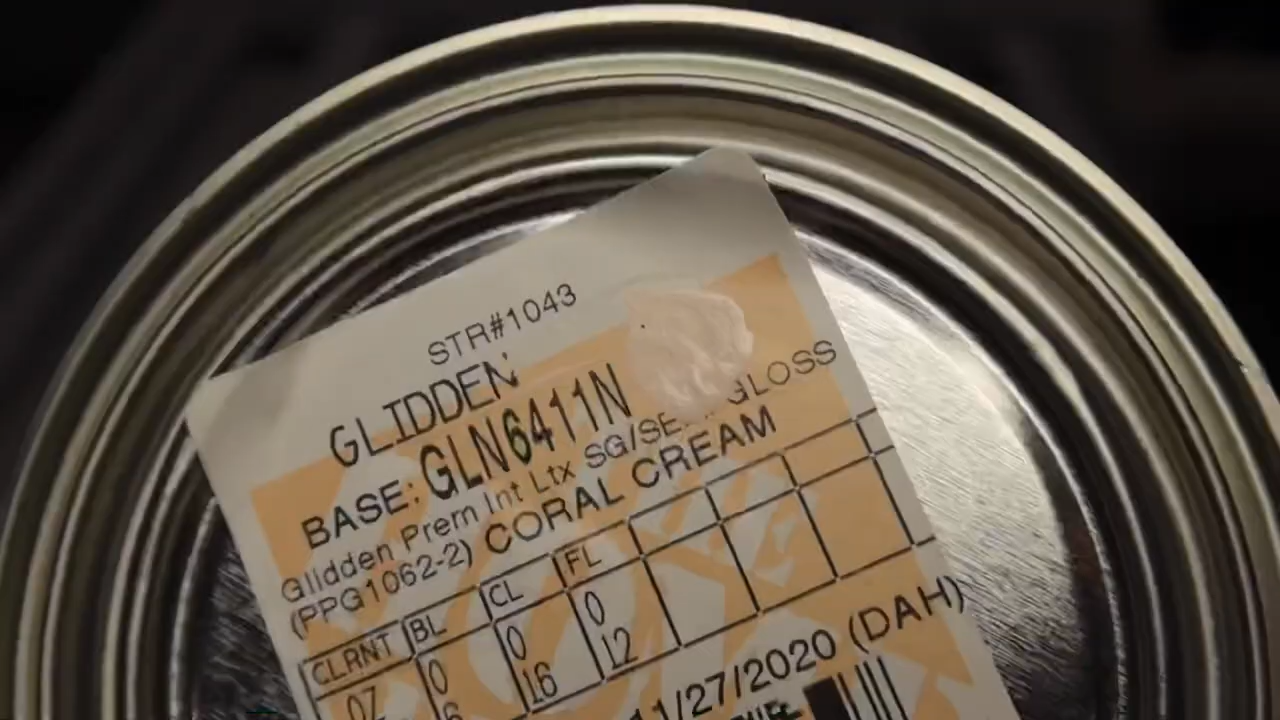 STR#1043
GLIDDEN
BASE: GLN6411N
Glidden Prem Int Ltx SG/SE GLOSS
(PPG1062-2) CORAL CREAM
CLRNT BL CL FL
OZ 0 0 0
6 16 12
11/27/2020 (DAH)